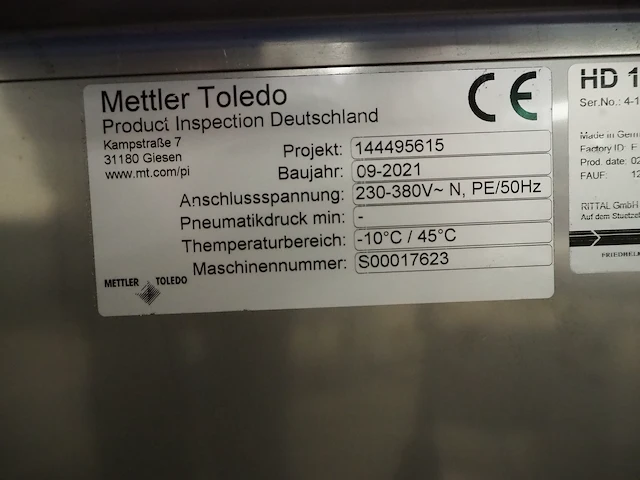 Mettler Toledo
Product Inspection Deutschland
Kampstraße 7
31180 Giesen
www.mt.com/pi
CE
Projekt: 144495615
Baujahr: 09-2021
Anschlussspannung: 230-380V~ N, PE/50Hz
Pneumatikdruck min: -
Themperaturbereich: -10°C / 45°C
Maschinennummer: S00017623
METTLER TOLEDO
HD 1
Ser.No.: 4-1
Made in Germ
Factory ID: F
Prod. date: 02
FAUF: 12
RITTAL GmbH
Auf dem
FRIEDHELM